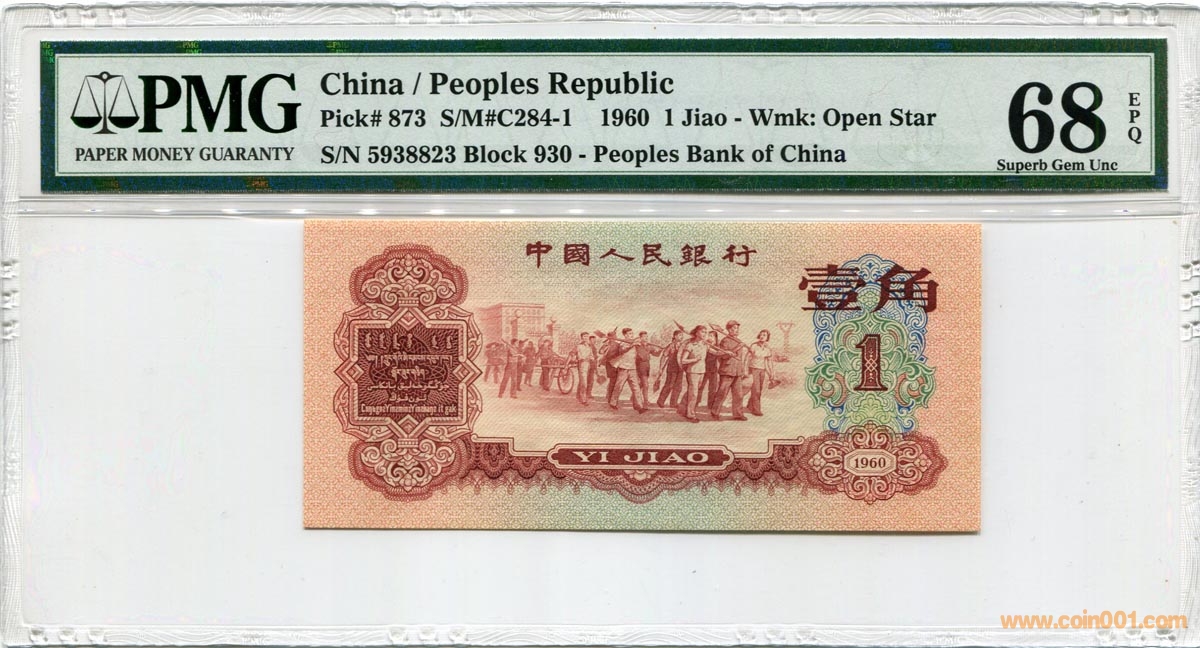 PMG
PAPER MONEY GUARANTY
China / Peoples Republic
Pick# 873 S/M#C284-1 1960 1 Jiao - Wmk: Open Star
S/N 5938823 Block 930 - Peoples Bank of China
68
EPQ
Superb Gem Unc
中國人民銀行
壹角
1
YI JIAO
1960
www.coin001.com